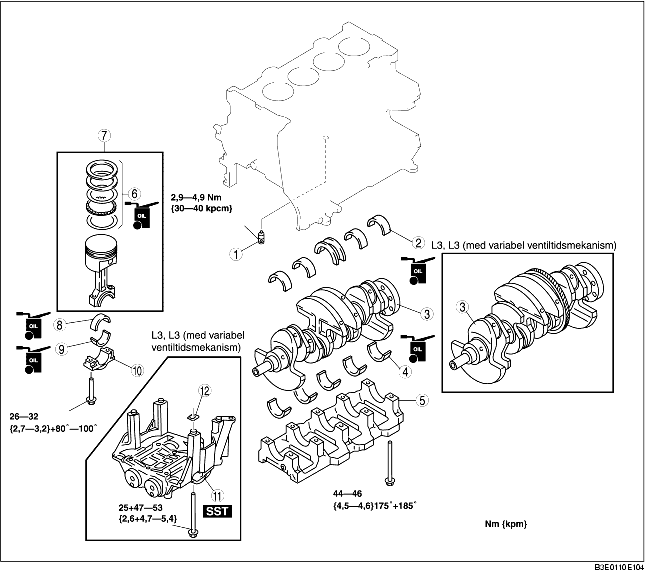 7
6
OIL
2,9—4,9 Nm
{30—40 kpcm}
1
2
L3, L3 (med variabel ventiltidsmekanism)
OIL
3
3
8
OIL
9
OIL
10
L3, L3 (med variabel
ventiltidsmekanism)
OIL
4
12
5
26—32
{2,7—3,2}+80˚—100˚
11
25+47—53
{2,6+4,7—5,4}
SST
44—46
{4,5—4,6}175˚+185˚
Nm {kpm}
B3E0110E104